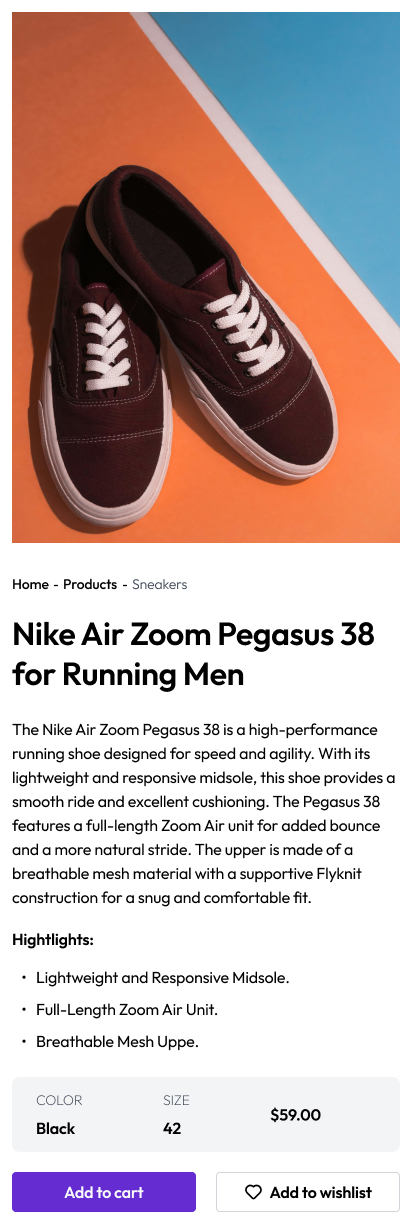 Home - Products - Sneakers
Nike Air Zoom Pegasus 38
for Running Men
The Nike Air Zoom Pegasus 38 is a high-performance
running shoe designed for speed and agility. With its
lightweight and responsive midsole, this shoe provides a
smooth ride and excellent cushioning. The Pegasus 38
features a full-length Zoom Air unit for added bounce
and a more natural stride. The upper is made of a
breathable mesh material with a supportive Flyknit
construction for a snug and comfortable fit.
Hightlights:
• Lightweight and Responsive Midsole.
• Full-Length Zoom Air Unit.
• Breathable Mesh Uppe.
COLOR SIZE
Black 42 $59.00
Add to cart Add to wishlist